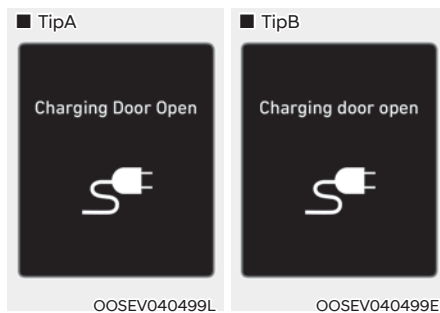 ■ TipA
Charging Door Open
OOSEV040499L
■ TipB
Charging door open
OOSEV040499E